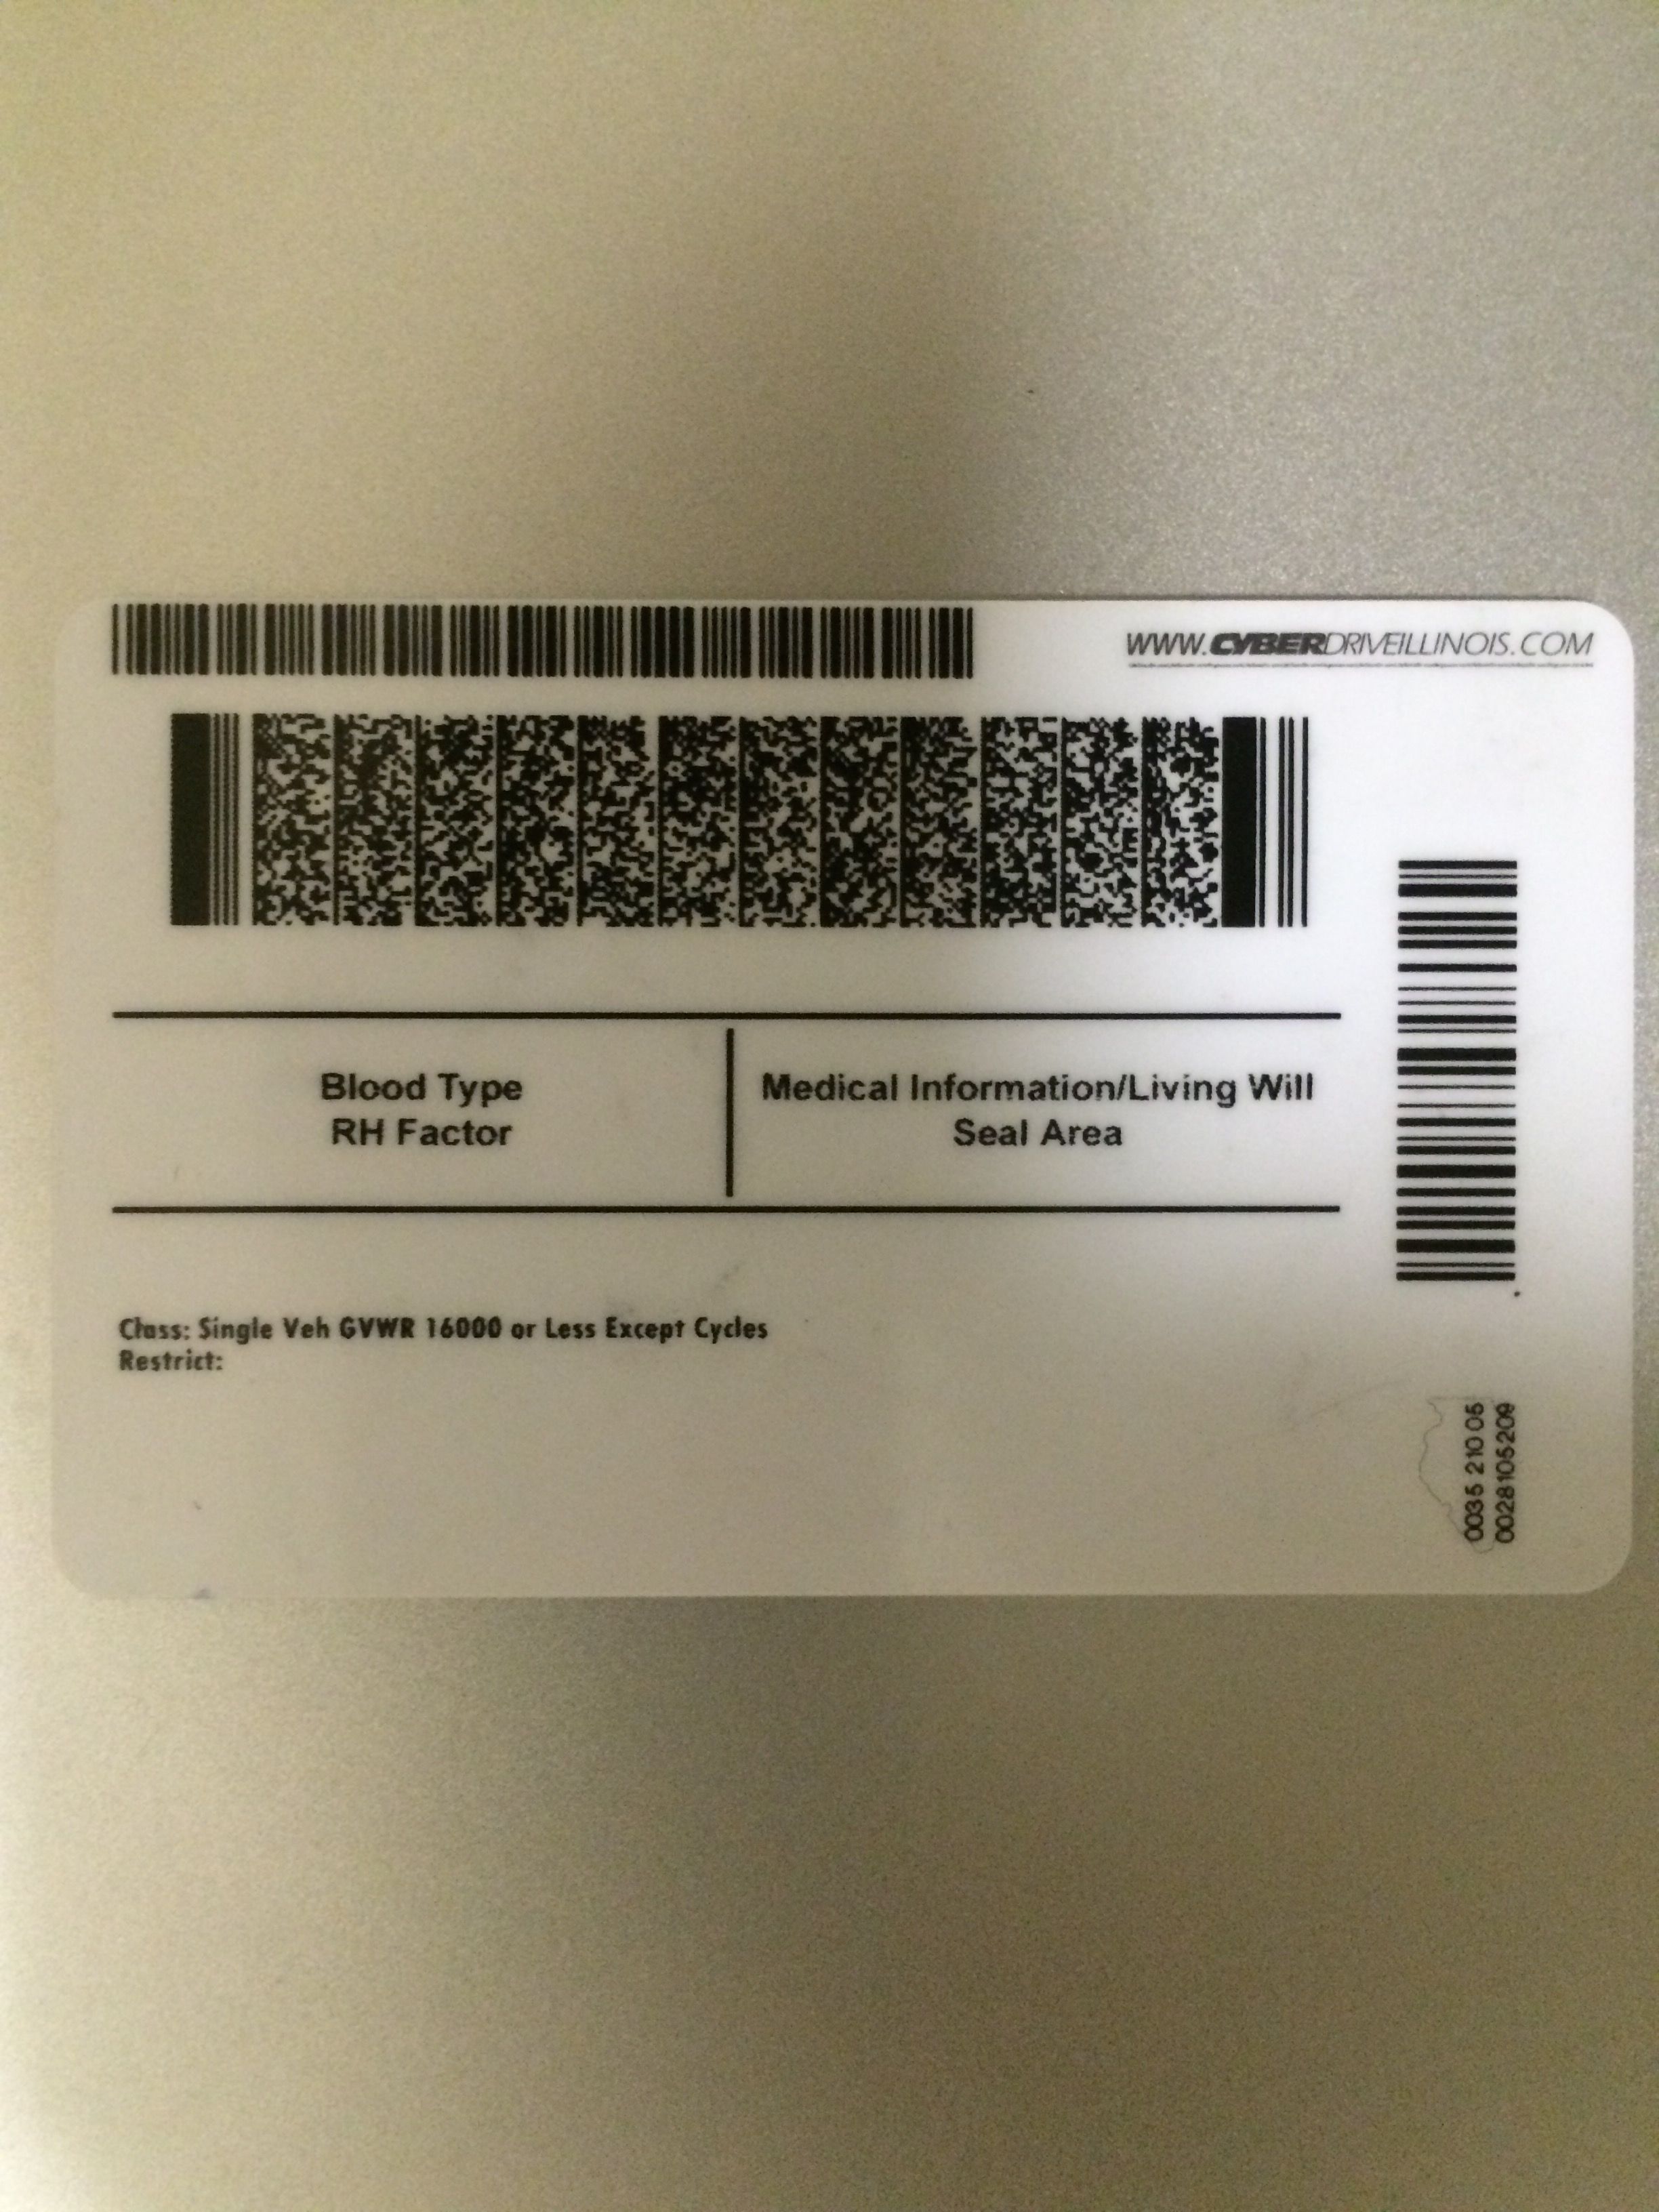 WWW.CYBERDRIVEILLINOIS.COM
Blood Type
RH Factor
Medical Information/Living Will
Seal Area
Class: Single Veh GVWR 16000 or Less Except Cycles
Restrict:
0035 210 05
0028105209